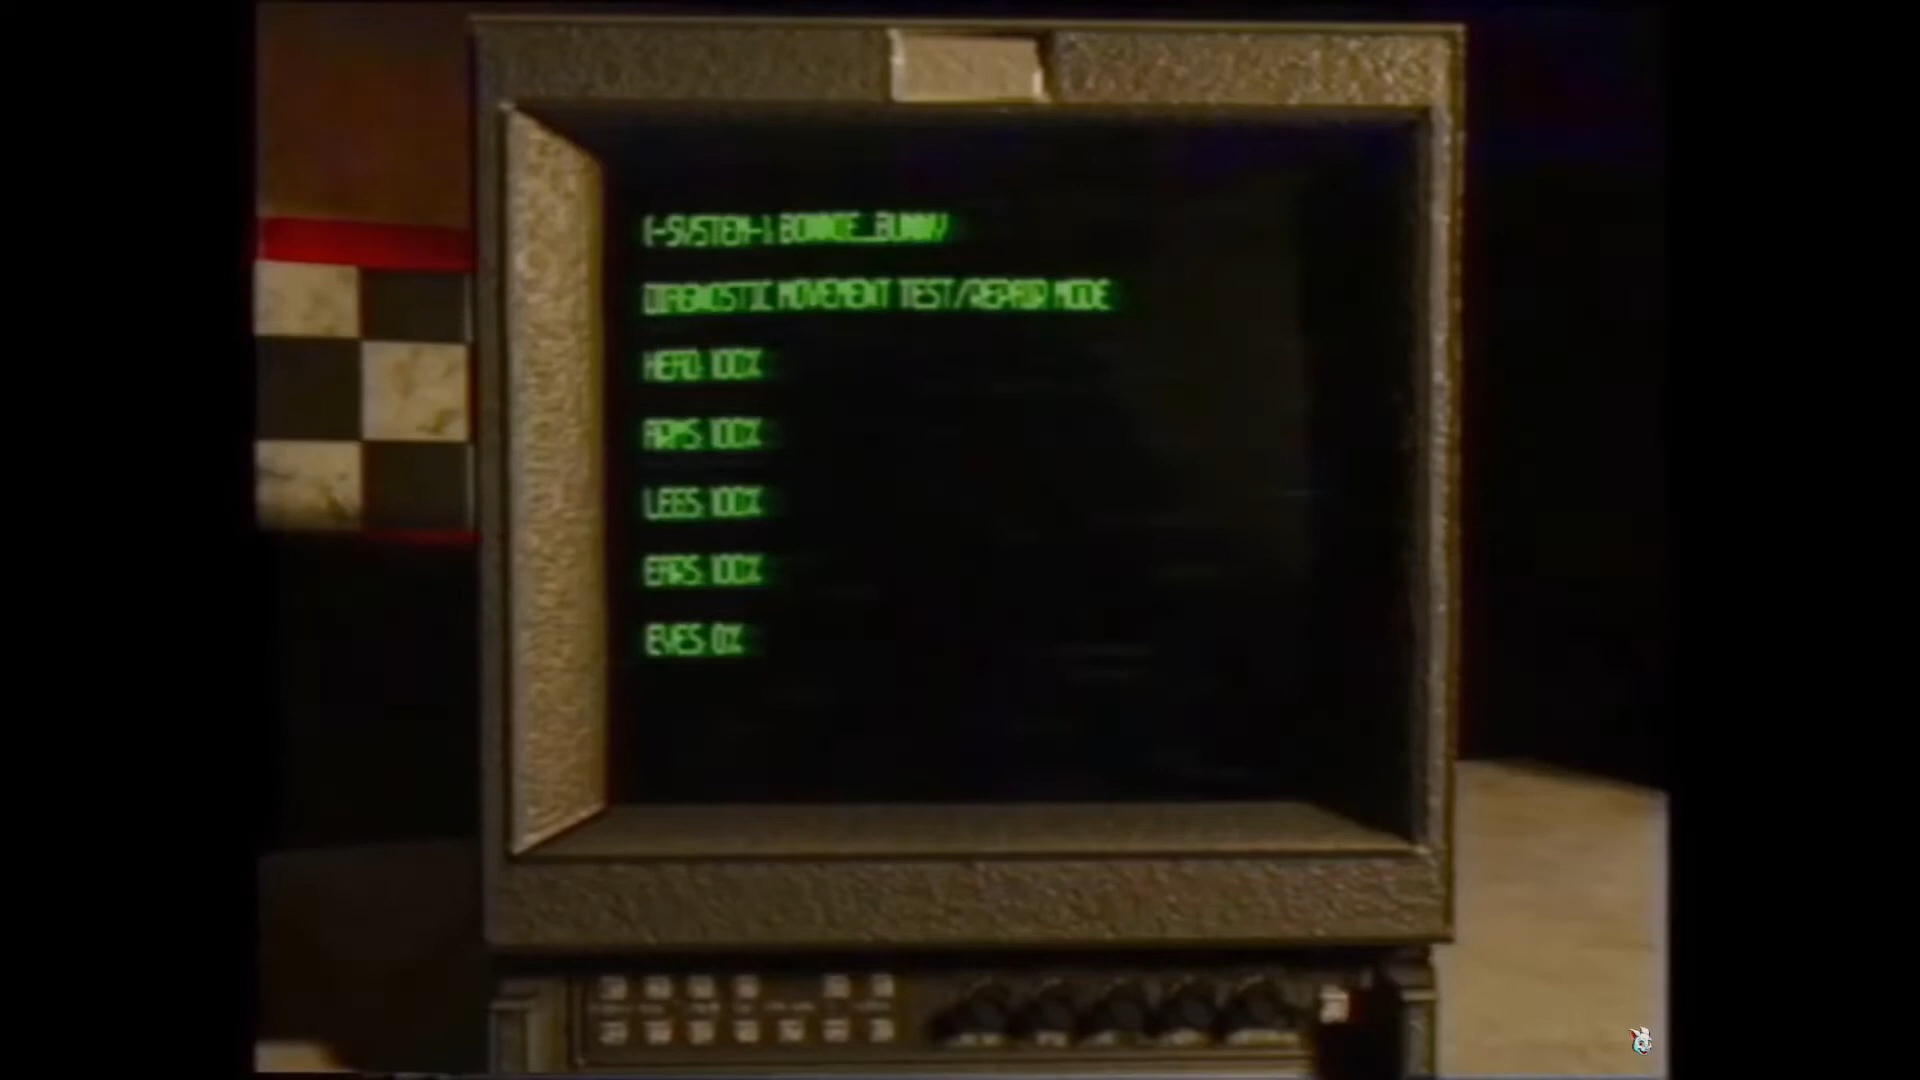 (-SYSTEM-): BONNIE_BUNNY
DIAGNOSTIC MOVEMENT TEST/REPAIR MODE
HEAD: 100%
ARMS: 100%
LEGS: 100%
EARS: 100%
EYES: 0%